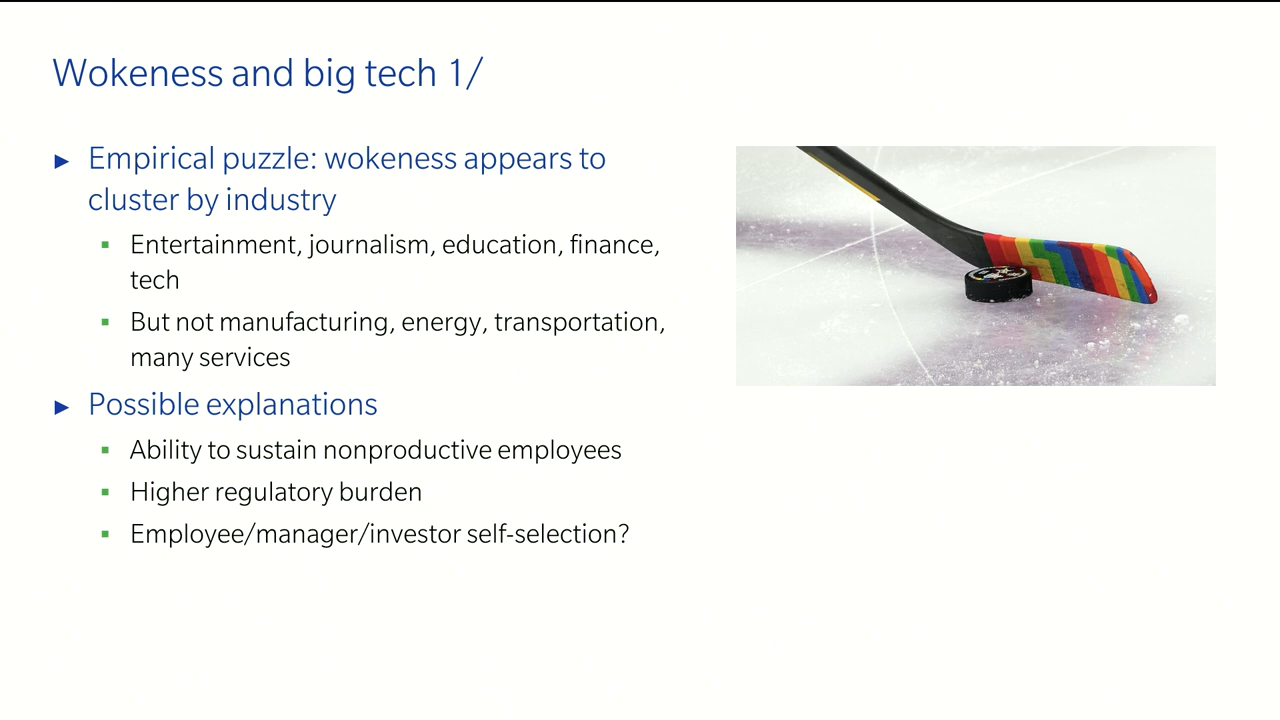 Wokeness and big tech 1/
► Empirical puzzle: wokeness appears to
cluster by industry
▪ Entertainment, journalism, education, finance,
tech
▪ But not manufacturing, energy, transportation,
many services
► Possible explanations
▪ Ability to sustain nonproductive employees
▪ Higher regulatory burden
▪ Employee/manager/investor self-selection?